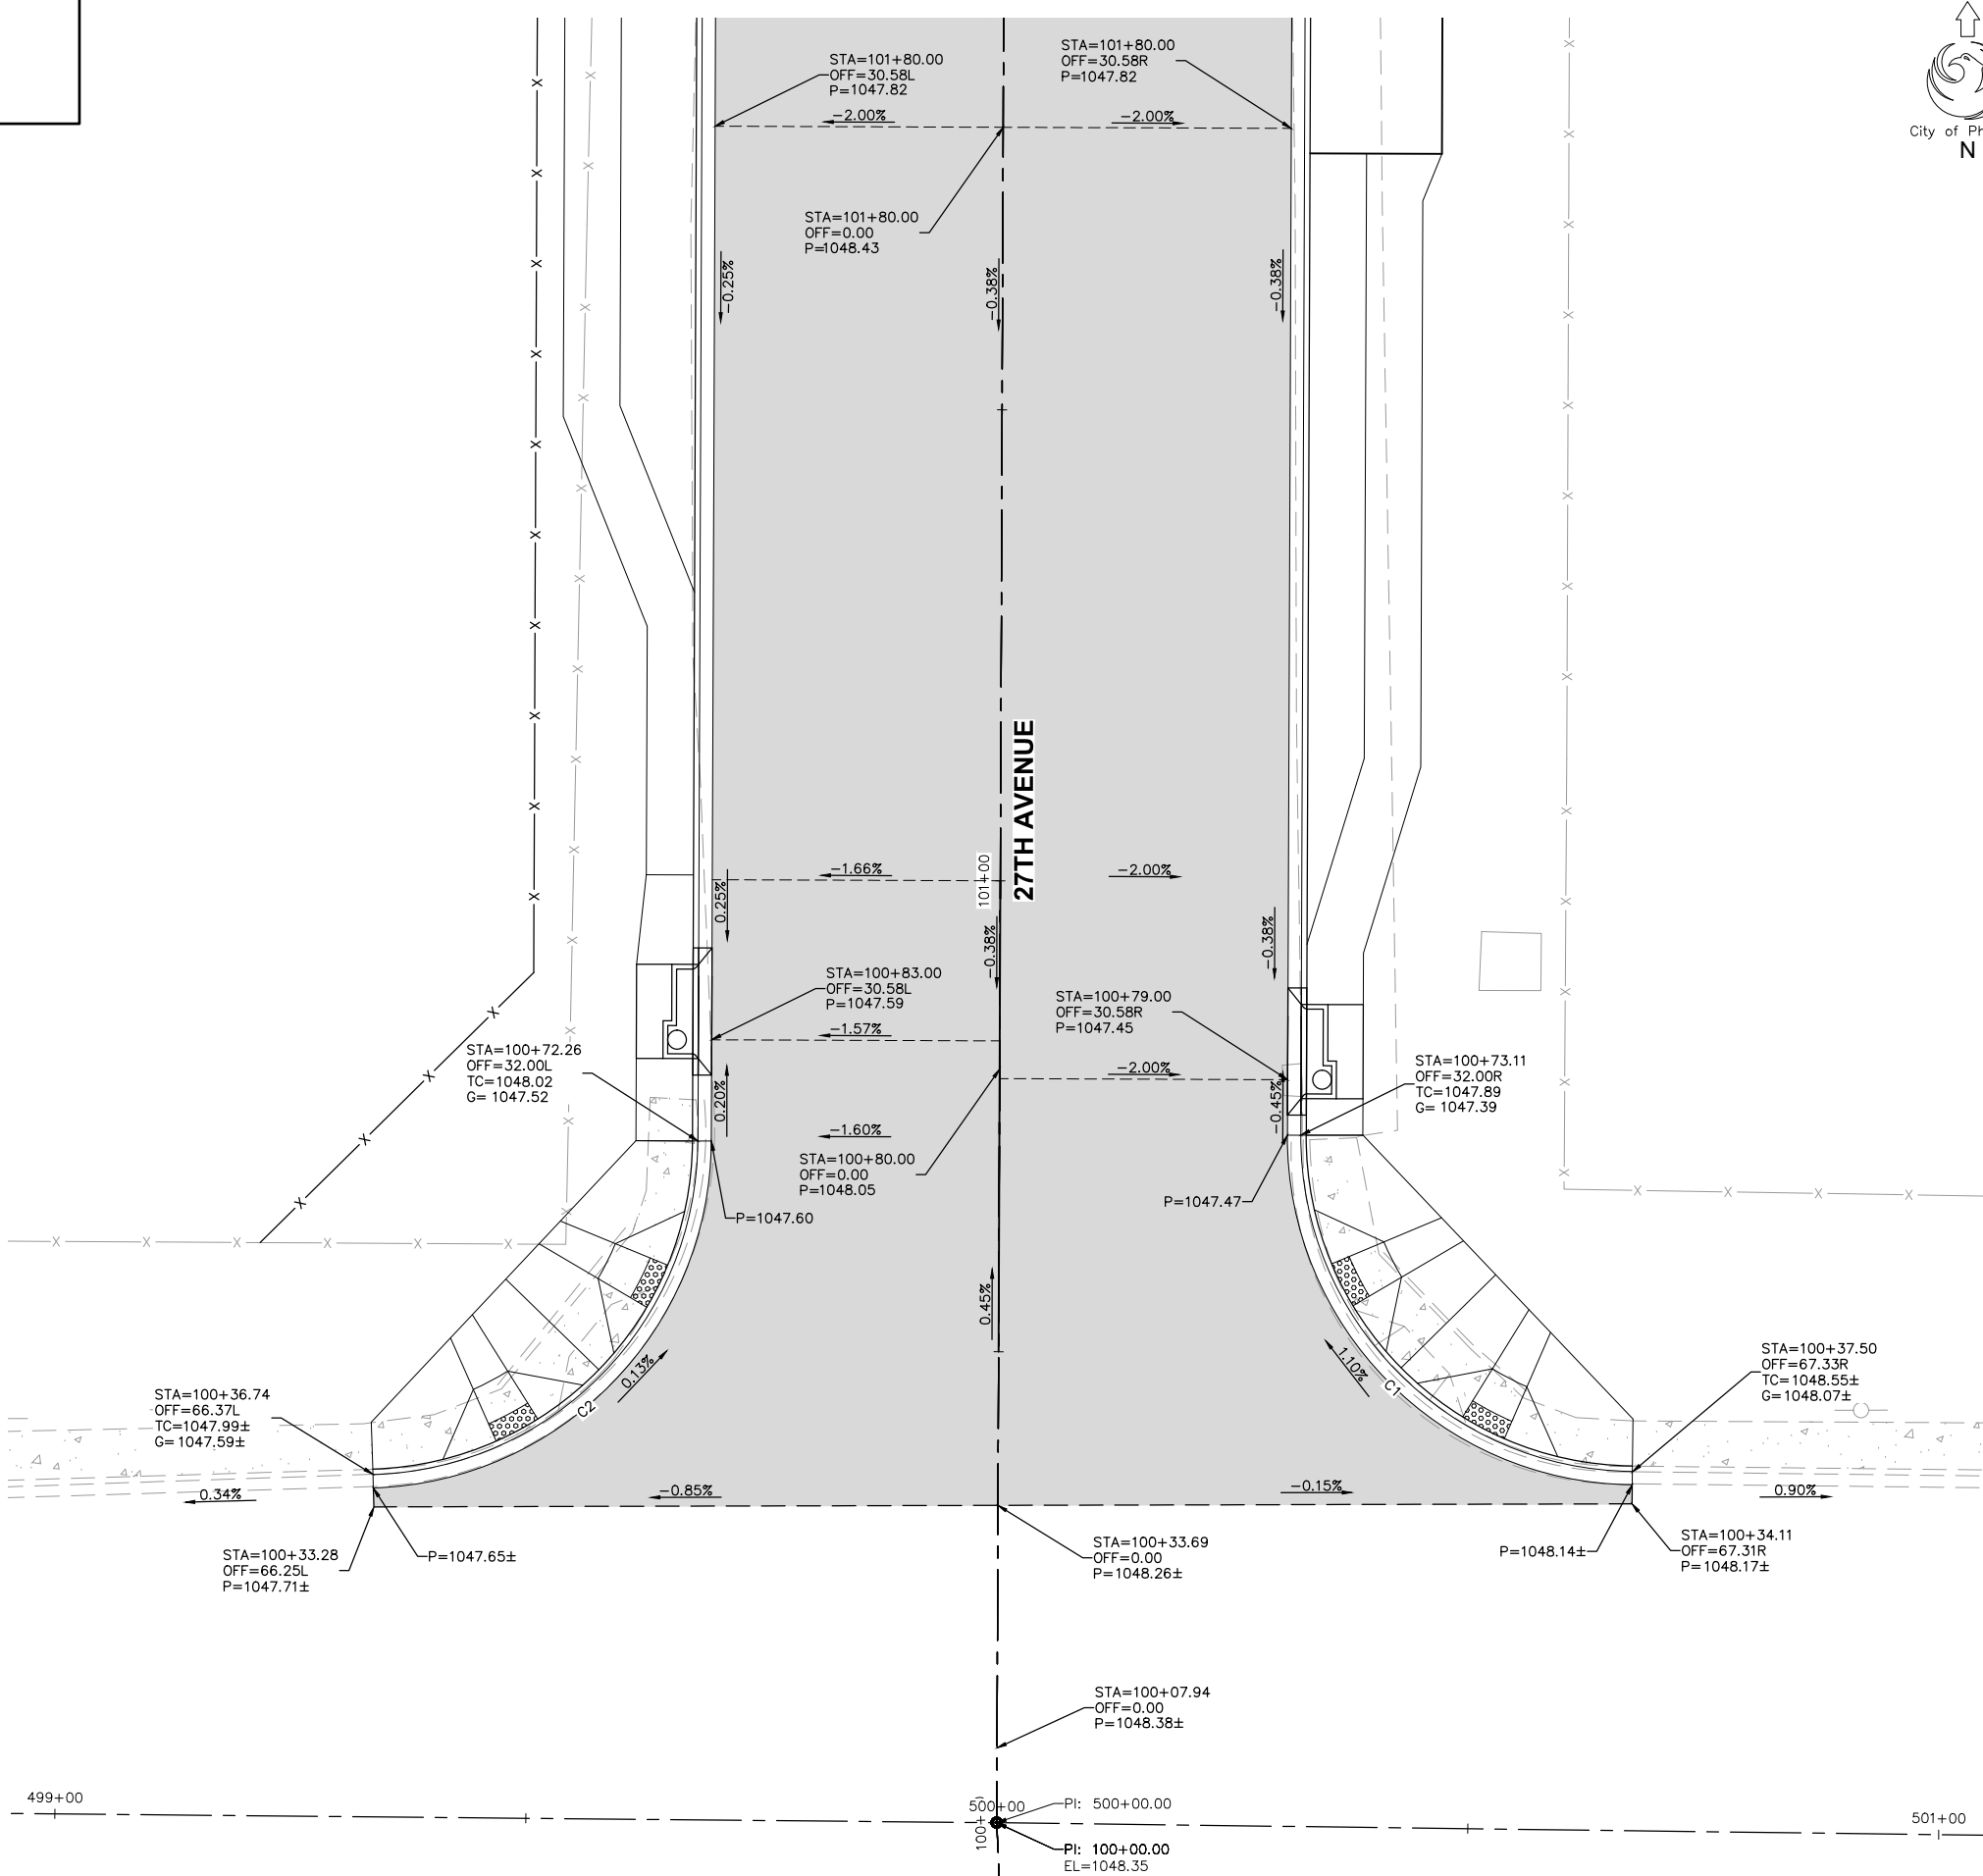 STA=101+80.00
OFF=30.58L
P=1047.82
STA=101+80.00
OFF=30.58R
P=1047.82
City of
N
-2.00%
-2.00%
STA=101+80.00
OFF=0.00
P=1048.43
-0.25%
-0.38%
-0.38%
27TH AVENUE
101+00
-1.66%
-2.00%
0.25%
-0.38%
-0.38%
STA=100+83.00
OFF=30.58L
P=1047.59
STA=100+79.00
OFF=30.58R
P=1047.45
-1.57%
-2.00%
STA=100+72.26
OFF=32.00L
TC=1048.02
G= 1047.52
STA=100+73.11
OFF=32.00R
TC=1047.89
G= 1047.39
0.20%
-0.45%
-1.60%
STA=100+80.00
OFF=0.00
P=1048.05
P=1047.60
P=1047.47
0.45%
0.13%
C2
1.10%
C1
STA=100+36.74
OFF=66.37L
TC=1047.99±
G=1047.59±
STA=100+37.50
OFF=67.33R
TC=1048.55±
G=1048.07±
0.34%
-0.85%
-0.15%
0.90%
STA=100+33.28
OFF=66.25L
P=1047.71±
P=1047.65±
STA=100+33.69
OFF=0.00
P=1048.26±
P=1048.14±
STA=100+34.11
OFF=67.31R
P=1048.17±
STA=100+07.94
OFF=0.00
P=1048.38±
499+00
500+00
PI: 500+00.00
501+00
PI: 100+00.00
EL=1048.35